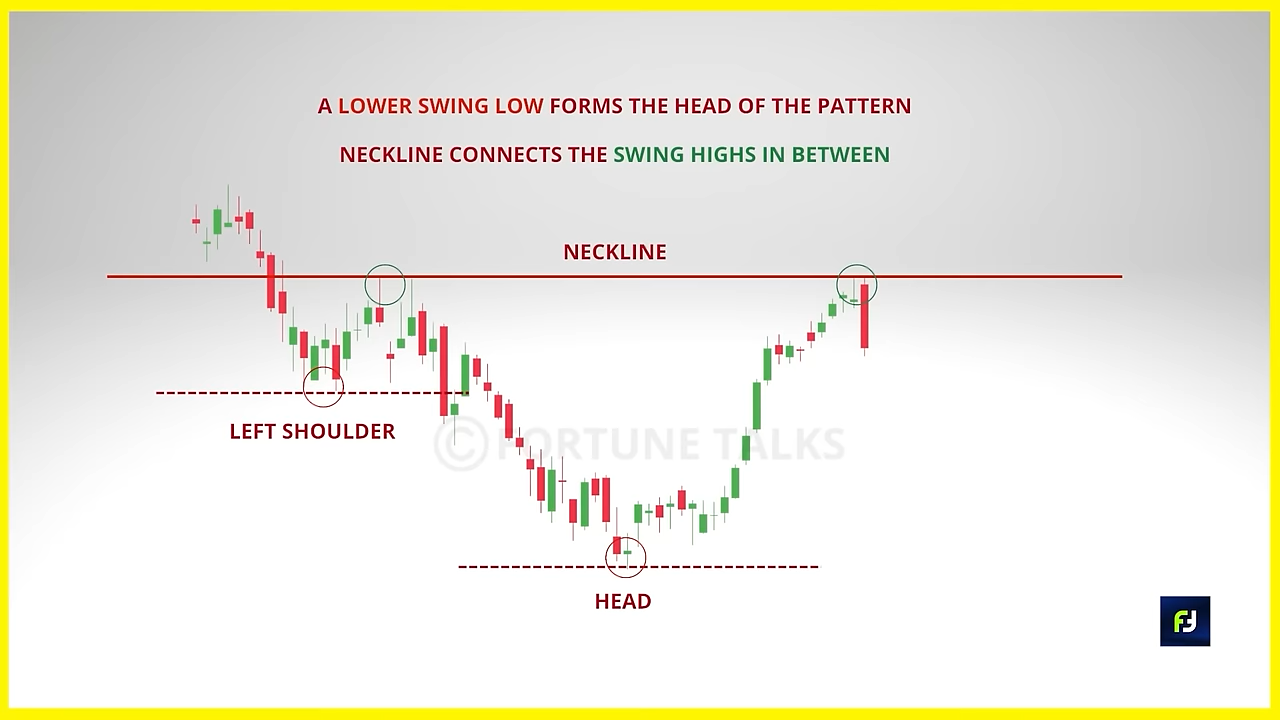 A LOWER SWING LOW FORMS THE HEAD OF THE PATTERN
NECKLINE CONNECTS THE SWING HIGHS IN BETWEEN
NECKLINE
LEFT SHOULDER
© FORTUNE TALKS
HEAD